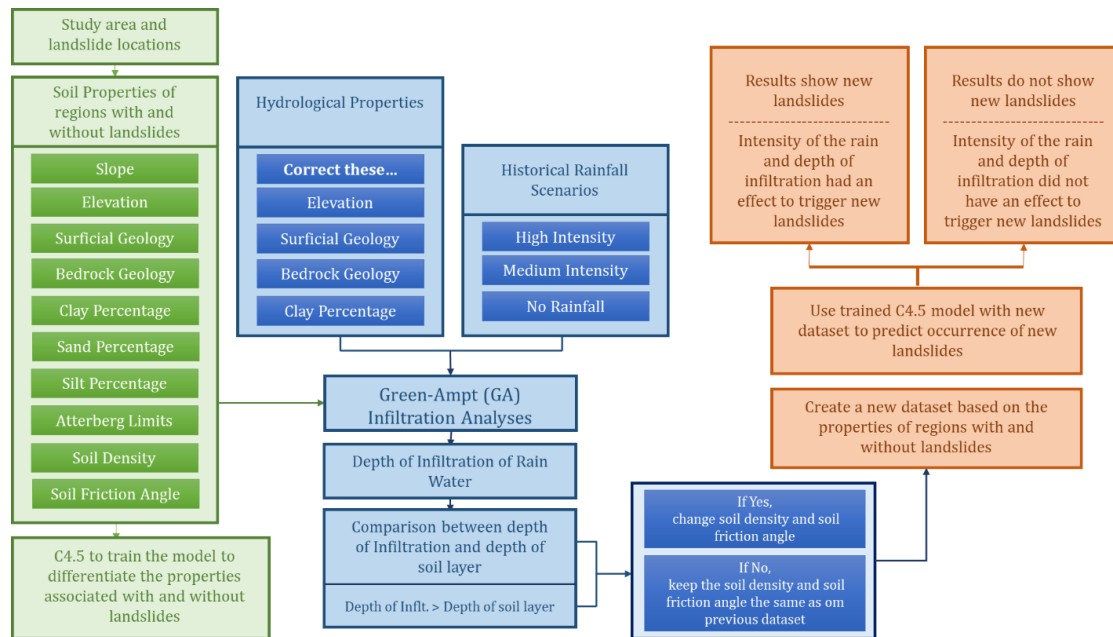 Study area and
landslide locations
Soil Properties of
regions with and
without landslides
Slope
Elevation
Surficial Geology
Bedrock Geology
Clay Percentage
Sand Percentage
Silt Percentage
Atterberg Limits
Soil Density
Soil Friction Angle
C4.5 to train the model to
differentiate the properties
associated with and without
landslides
Hydrological Properties
Correct these...
Elevation
Surficial Geology
Bedrock Geology
Clay Percentage
Historical Rainfall
Scenarios
High Intensity
Medium Intensity
No Rainfall
Green-Ampt (GA)
Infiltration Analyses
Depth of Infiltration of Rain
Water
Comparison between depth
of Infiltration and depth of
soil layer
Depth of Inflt. > Depth of soil layer
If Yes,
change soil density and soil
friction angle
If No,
keep the soil density and soil
friction angle the same as om
previous dataset
Create a new dataset based on the
properties of regions with and
without landslides
Use trained C4.5 model with new
dataset to predict occurrence of new
landslides
Results show new
landslides
Intensity of the rain
and depth of
infiltration had an
effect to trigger new
landslides
Results do not show
new landslides
Intensity of the rain
and depth of
infiltration did not
have an effect to
trigger new landslides